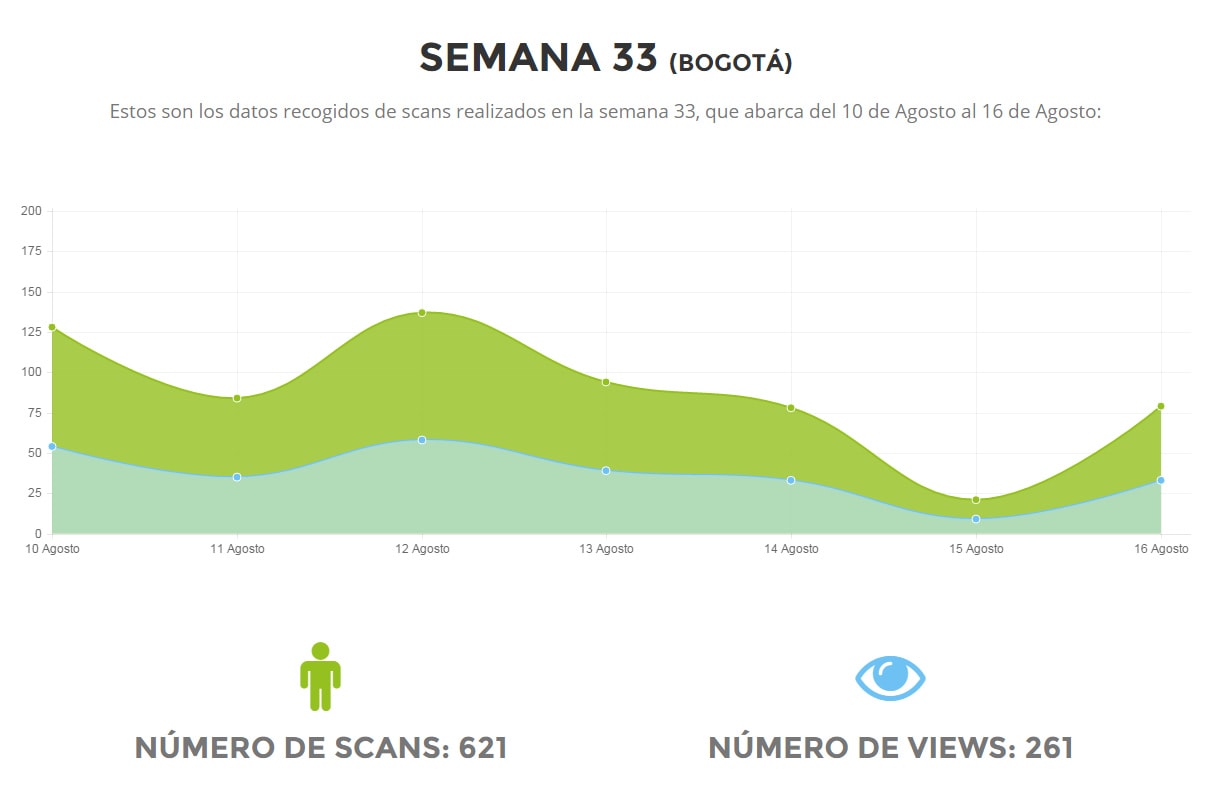 SEMANA 33 (BOGOTÁ)
Estos son los datos recogidos de scans realizados en la semana 33, que abarca del 10 de Agosto al 16 de Agosto:
200
175
150
125
100
75
50
25
0
10 Agosto 11 Agosto 12 Agosto 13 Agosto 14 Agosto 15 Agosto 16 Agosto
NÚMERO DE SCANS: 621 NÚMERO DE VIEWS: 261